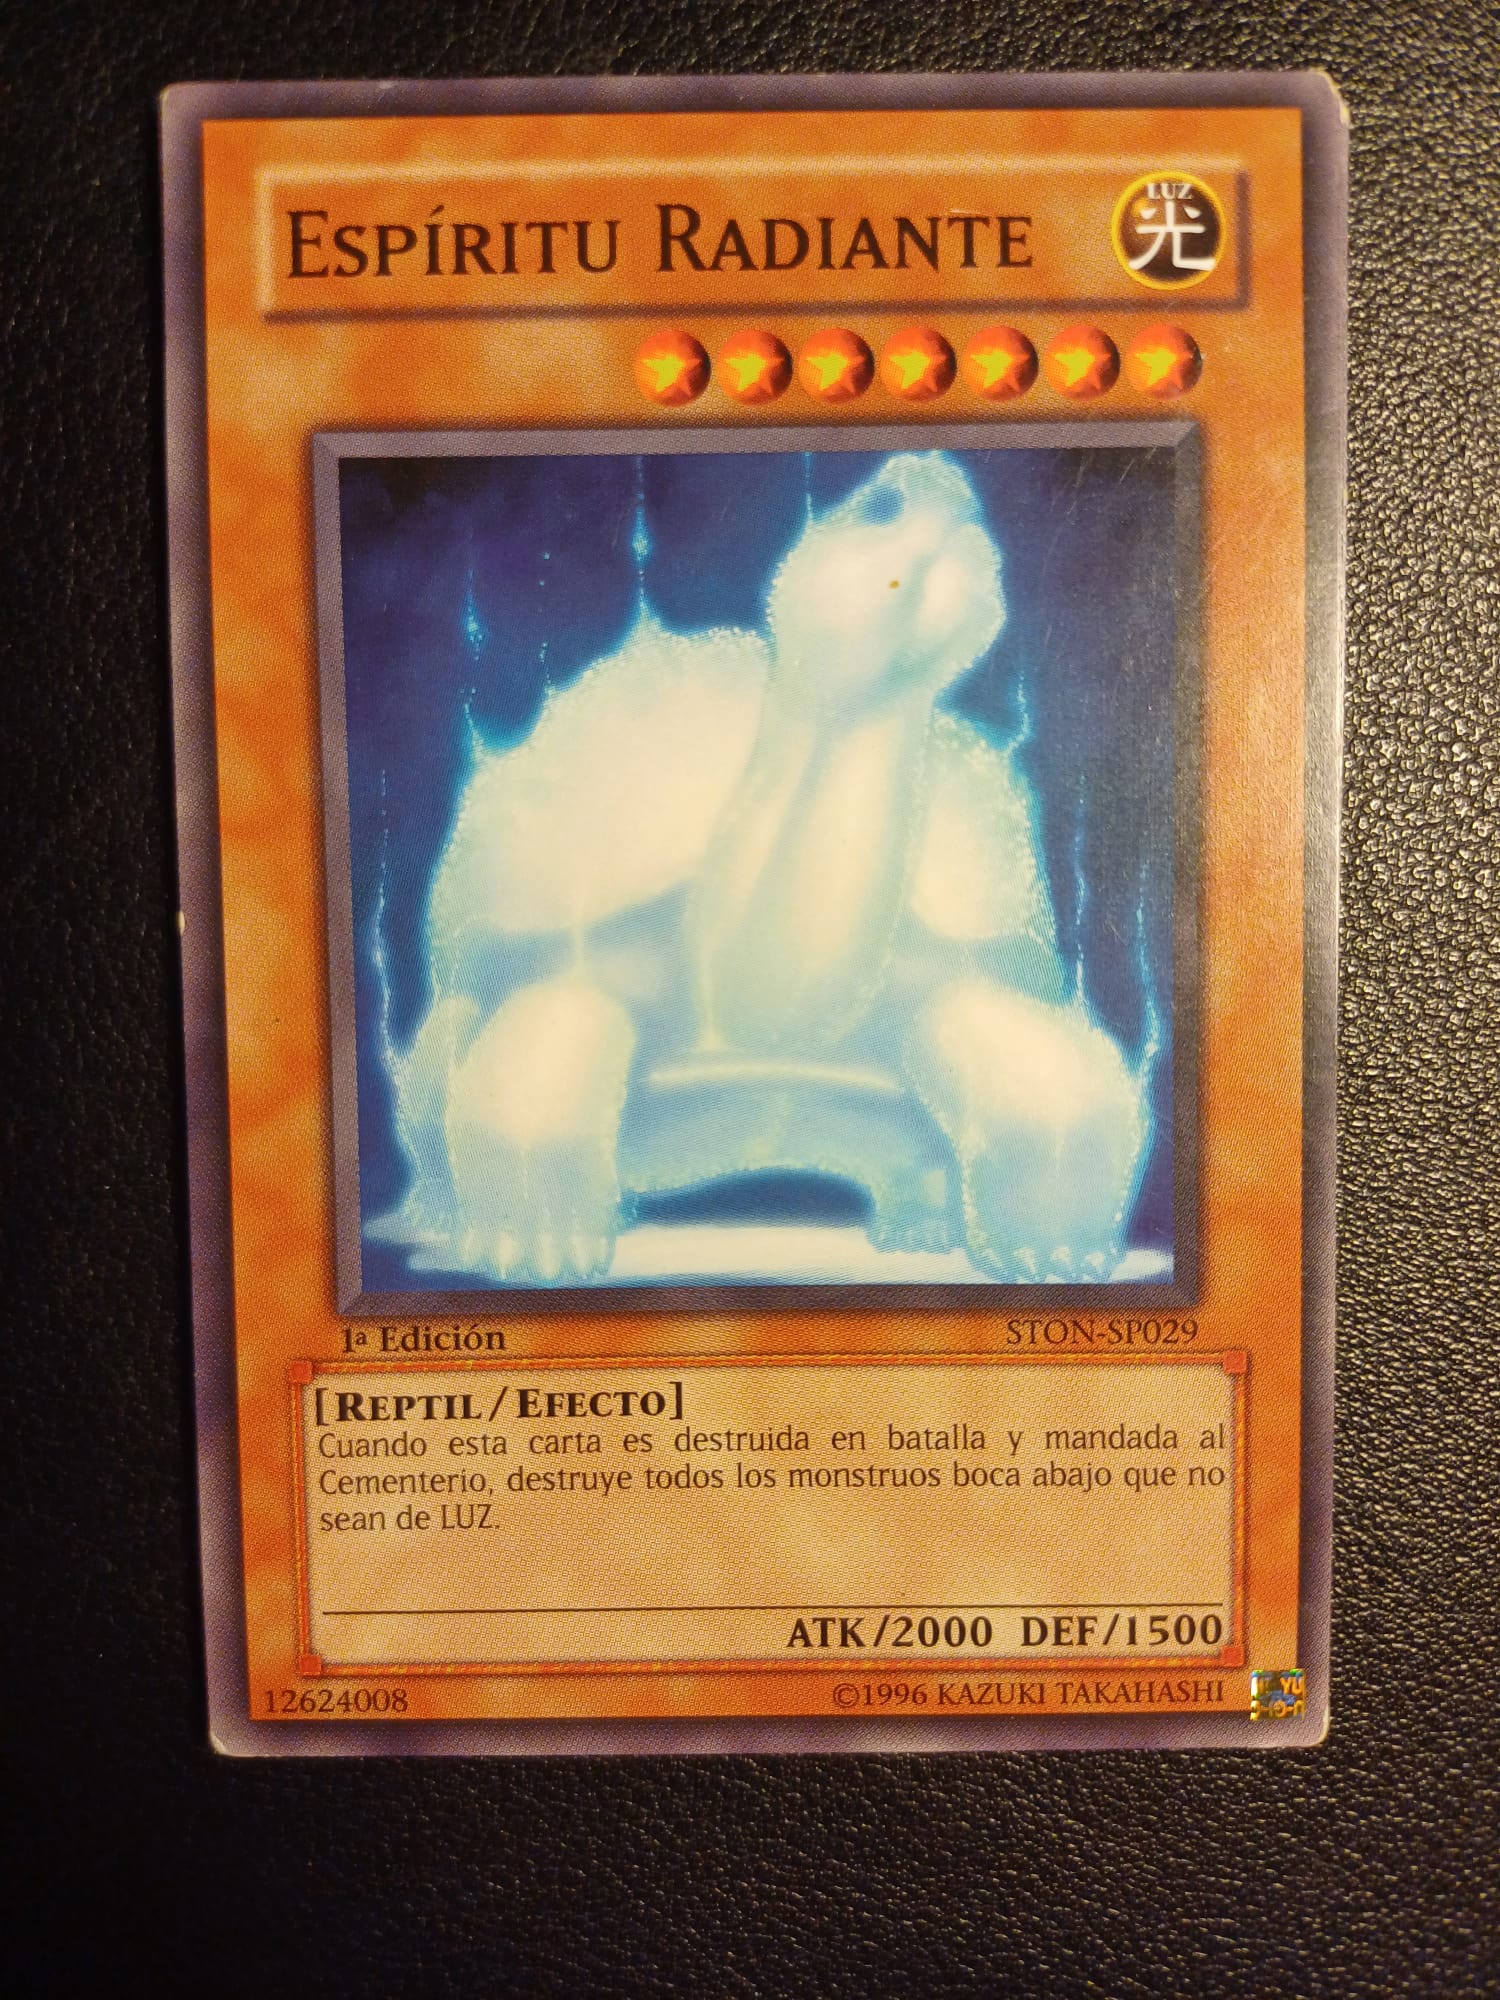 Espíritu Radiante
LUZ
光
1ª Edición
STON-SP029
[Reptil/Efecto]
Cuando esta carta es destruida en batalla y mandada al
Cementerio, destruye todos los monstruos boca abajo que no
sean de LUZ.
ATK/2000 DEF/1500
12624008
©1996 KAZUKI TAKAHASHI